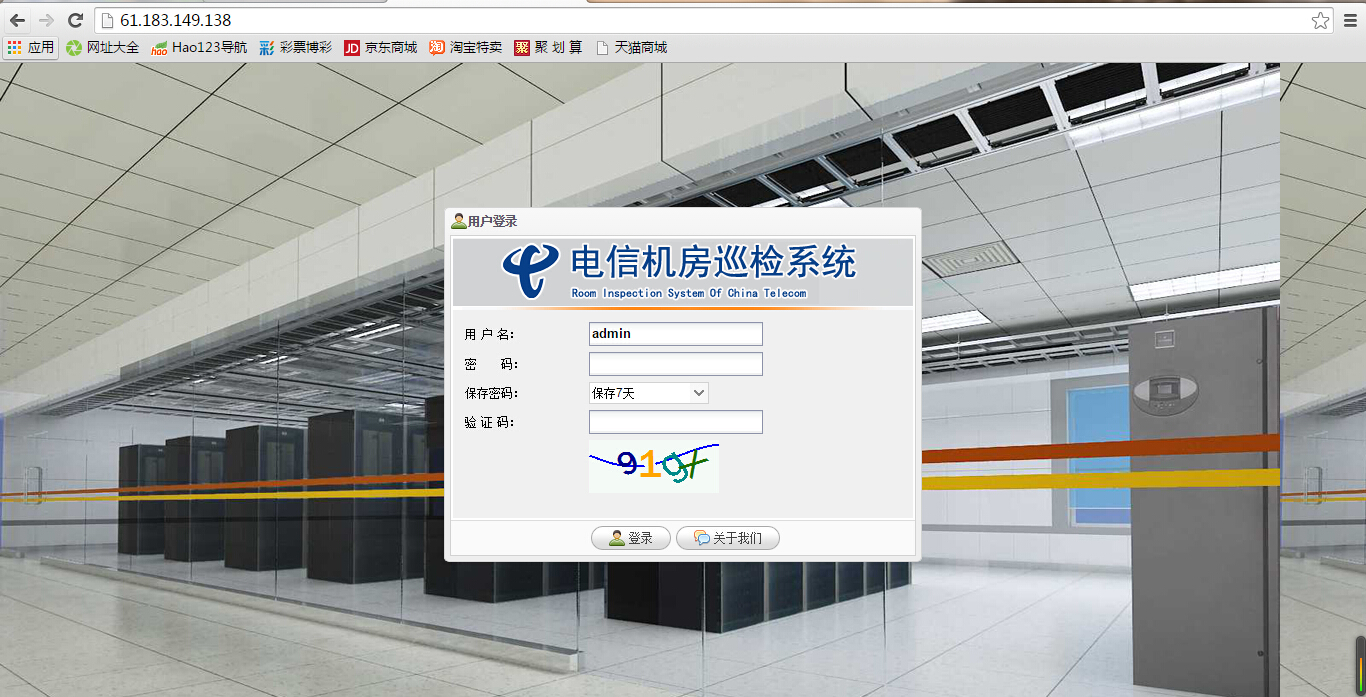 61.183.149.138
应用 网址大全 Hao123导航 彩票博彩 京东商城 淘宝特卖 聚划算 天猫商城
用户登录
电信机房巡检系统
Room Inspection System Of China Telecom
用 户 名： admin
密 码：
保存密码： 保存7天
验 证 码：
登录 关于我们